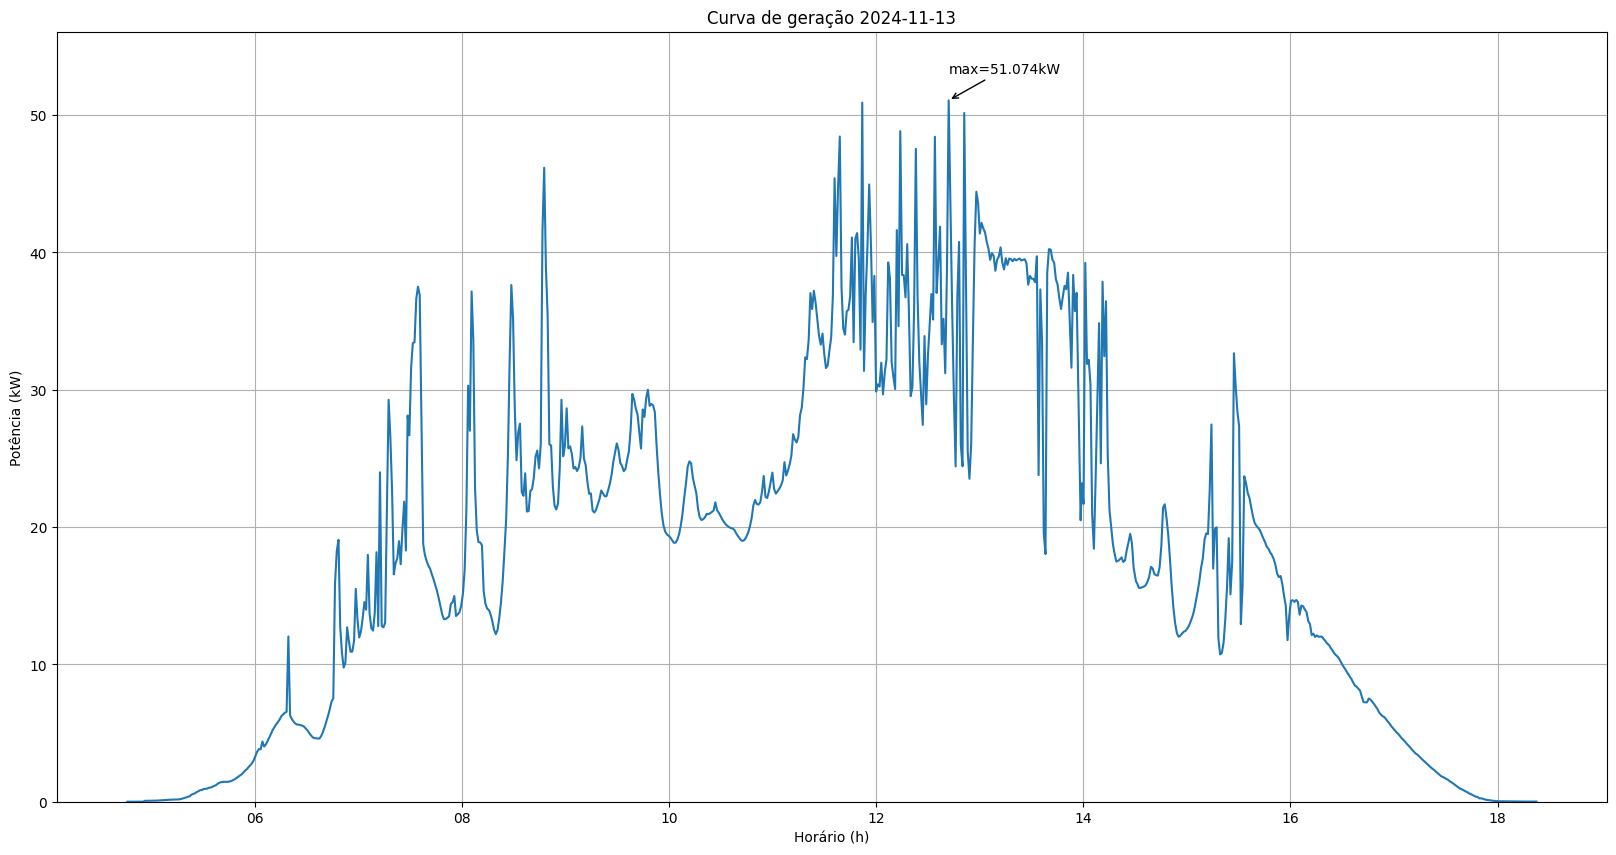 Curva de geração 2024-11-13
max=51.074kW
Potência (kW)
50
40
30
20
10
0
06 08 10 12 14 16 18
Horário (h)